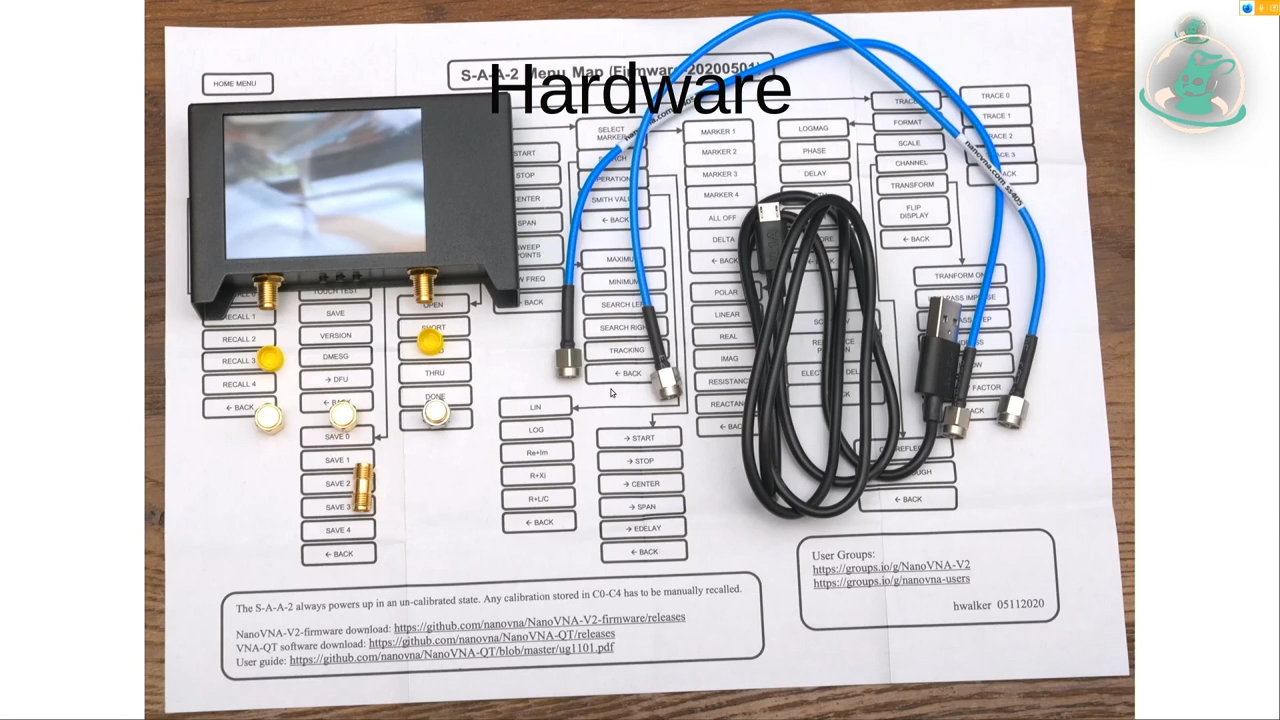 Hardware
S-A-A-2 Menu Map (Firmware 20200501)
HOME MENU
START
STOP
CENTER
SPAN
SWEEP
POINTS
BACK
SELECT
MARKER
SMITH VALUE
← BACK
MAXIMUM
MINIMUM
SEARCH LEFT
SEARCH RIGHT
TRACKING
← BACK
MARKER 1
MARKER 2
MARKER 3
MARKER 4
ALL OFF
DELTA
← BACK
LOGMAG
PHASE
DELAY
POLAR
LINEAR
REAL
IMAG
RESISTANCE
REACTANCE
← BACK
TRACE
FORMAT
SCALE
CHANNEL
TRANSFORM
FLIP
DISPLAY
← BACK
TRACE 0
TRACE 1
TRANFORM ON
← BACK
nanovna.com ss405
RECALL 1
RECALL 2
RECALL 3
RECALL 4
← BACK
TOUCH TEST
SAVE
VERSION
DMESG
→ DFU
← BACK
SAVE 0
SAVE 1
SAVE 2
SAVE 3
SAVE 4
← BACK
OPEN
SHORT
THRU
DONE
LIN
LOG
Re+Im
R+Xi
R+L/C
← BACK
→ START
→ STOP
→ CENTER
→ SPAN
→ EDELAY
← BACK
The S-A-A-2 always powers up in an un-calibrated state. Any calibration stored in C0-C4 has to be manually recalled.
NanoVNA-V2-firmware download: https://github.com/nanovna/NanoVNA-V2-firmware/releases
VNA-QT software download: https://github.com/nanovna/NanoVNA-QT/releases
User guide: https://github.com/nanovna/NanoVNA-QT/blob/master/ug1101.pdf
User Groups:
https://groups.io/g/NanoVNA-V2
https://groups.io/g/nanovna-users
hwalker 05112020